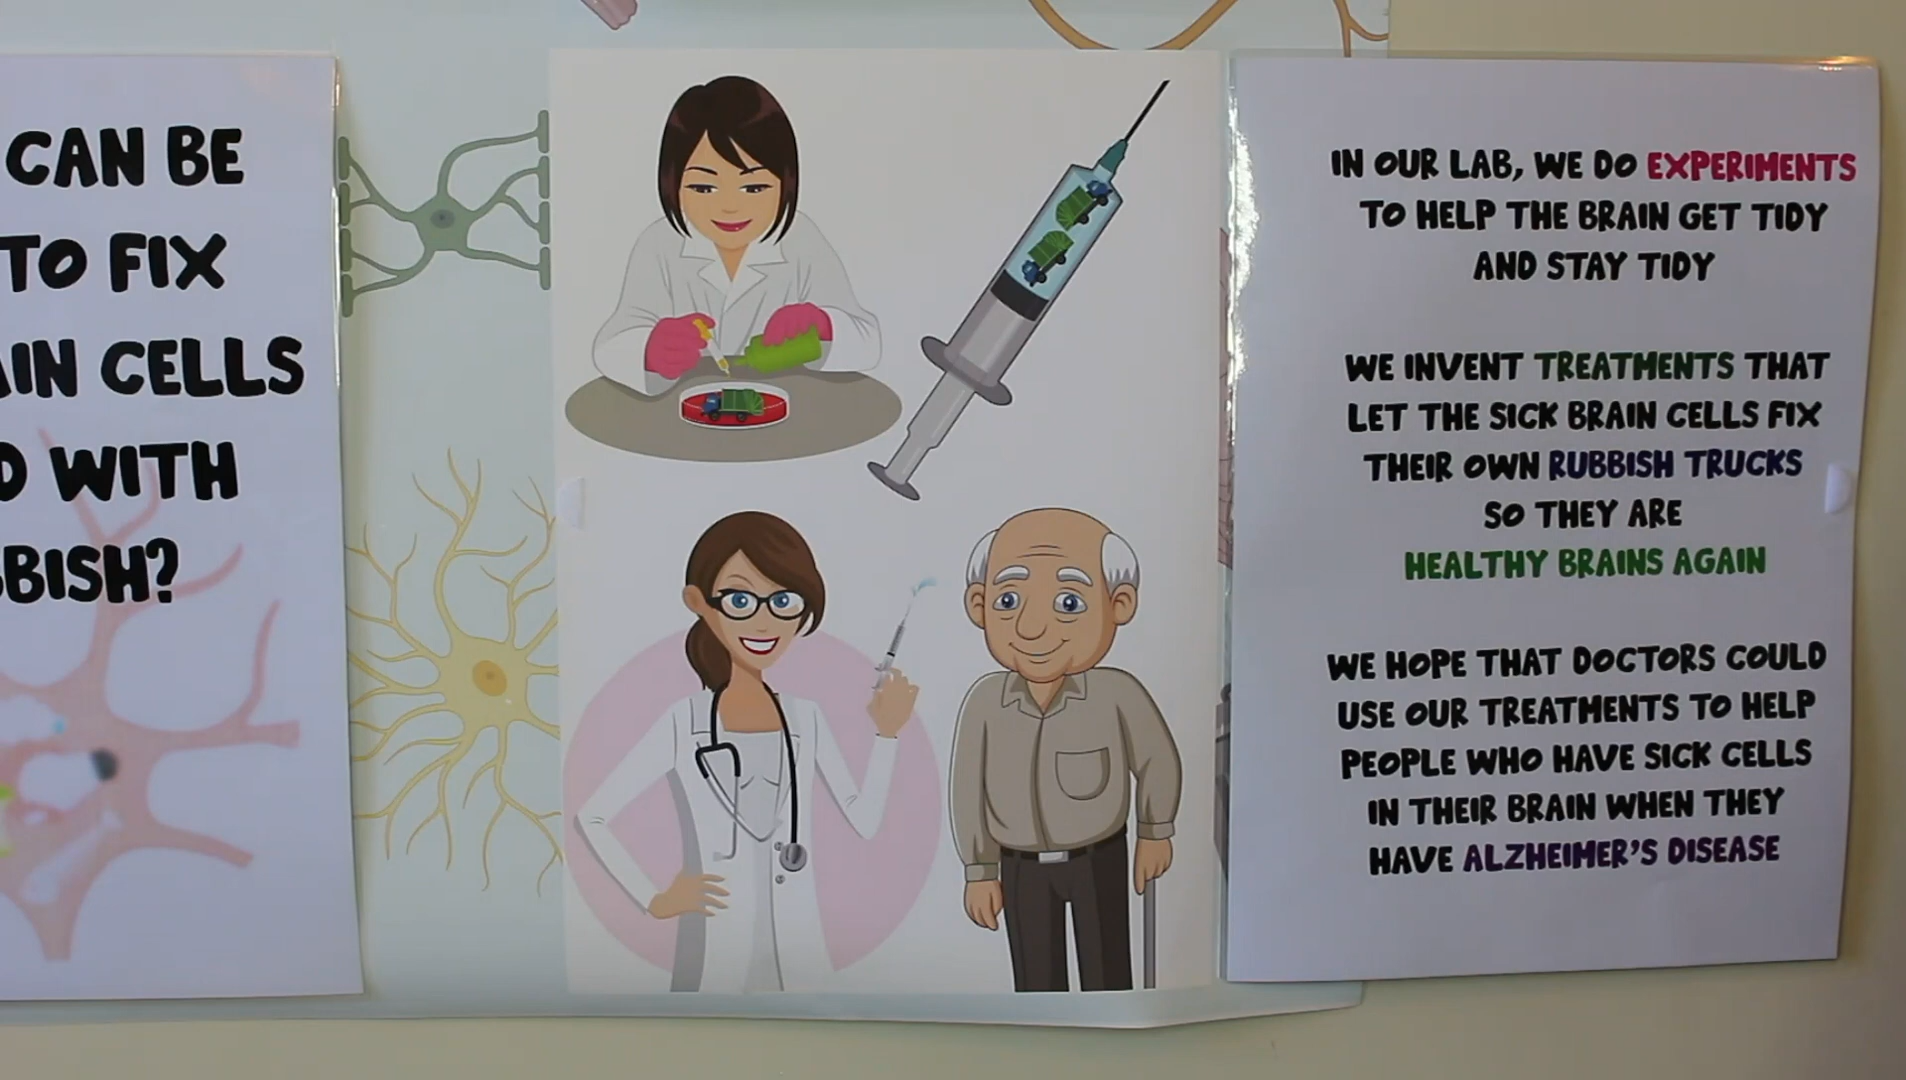 CAN BE
TO FIX
CELLS
WITH
IN OUR LAB, WE DO EXPERIMENTS
TO HELP THE BRAIN GET TIDY
AND STAY TIDY
WE INVENT TREATMENTS THAT
LET THE SICK BRAIN CELLS FIX
THEIR OWN RUBBISH TRUCKS
SO THEY ARE
HEALTHY BRAINS AGAIN
WE HOPE THAT DOCTORS COULD
USE OUR TREATMENTS TO HELP
PEOPLE WHO HAVE SICK CELLS
IN THEIR BRAIN WHEN THEY
HAVE ALZHEIMER'S DISEASE